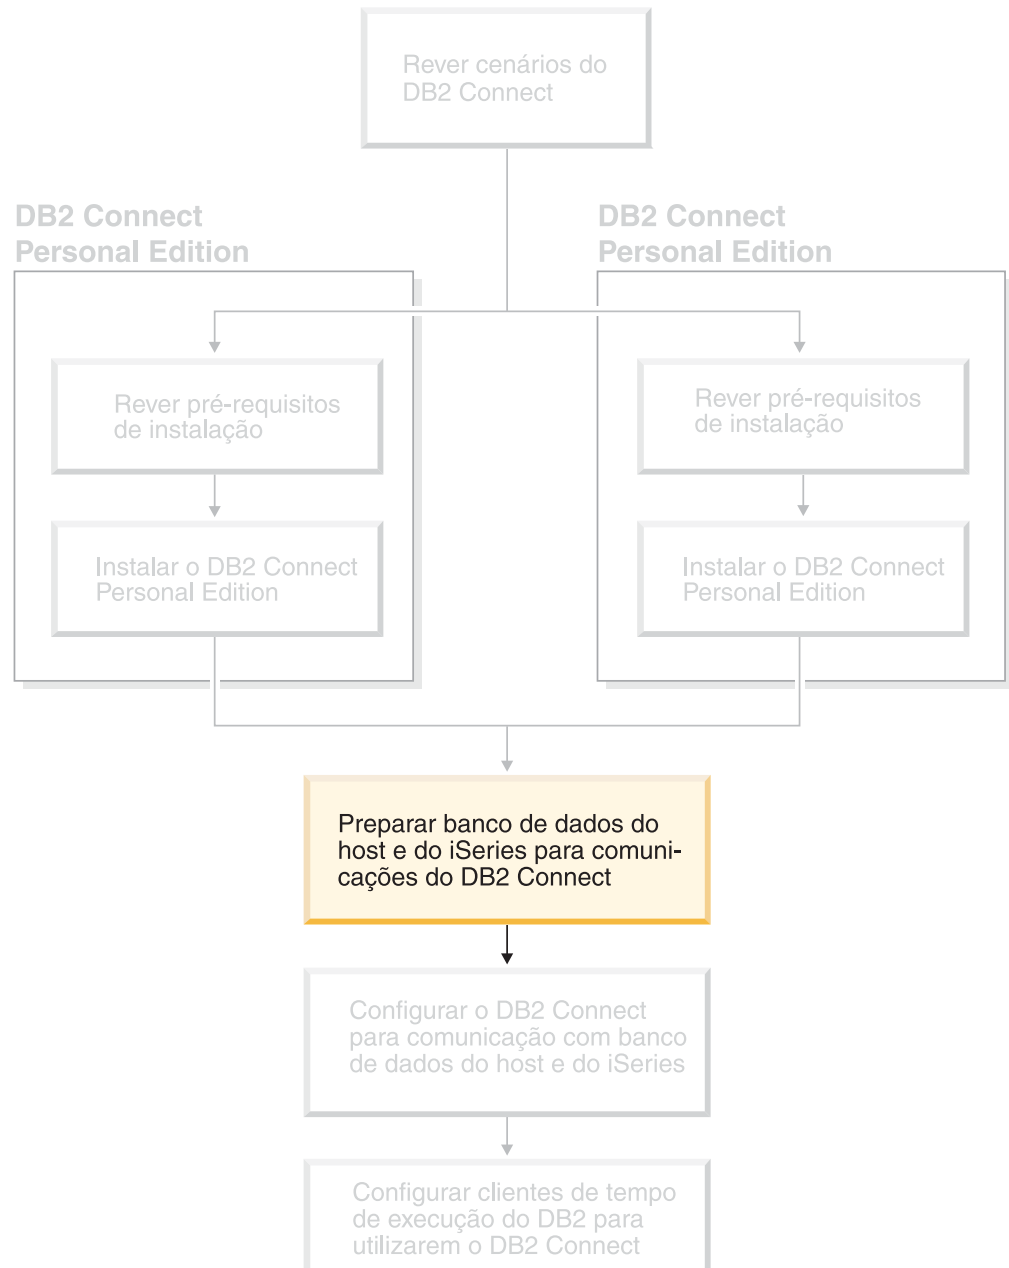 Rever cenários do
DB2 Connect
DB2 Connect
Personal Edition
DB2 Connect
Personal Edition
Rever pré-requisitos
de instalação
Rever pré-requisitos
de instalação
Instalar o DB2 Connect
Personal Edition
Instalar o DB2 Connect
Personal Edition
Preparar banco de dados do
host e do iSeries para comuni-
cações do DB2 Connect
Configurar o DB2 Connect
para comunicação com banco
de dados do host e do iSeries
Configurar clientes de tempo
de execução do DB2 para
utilizarem o DB2 Connect